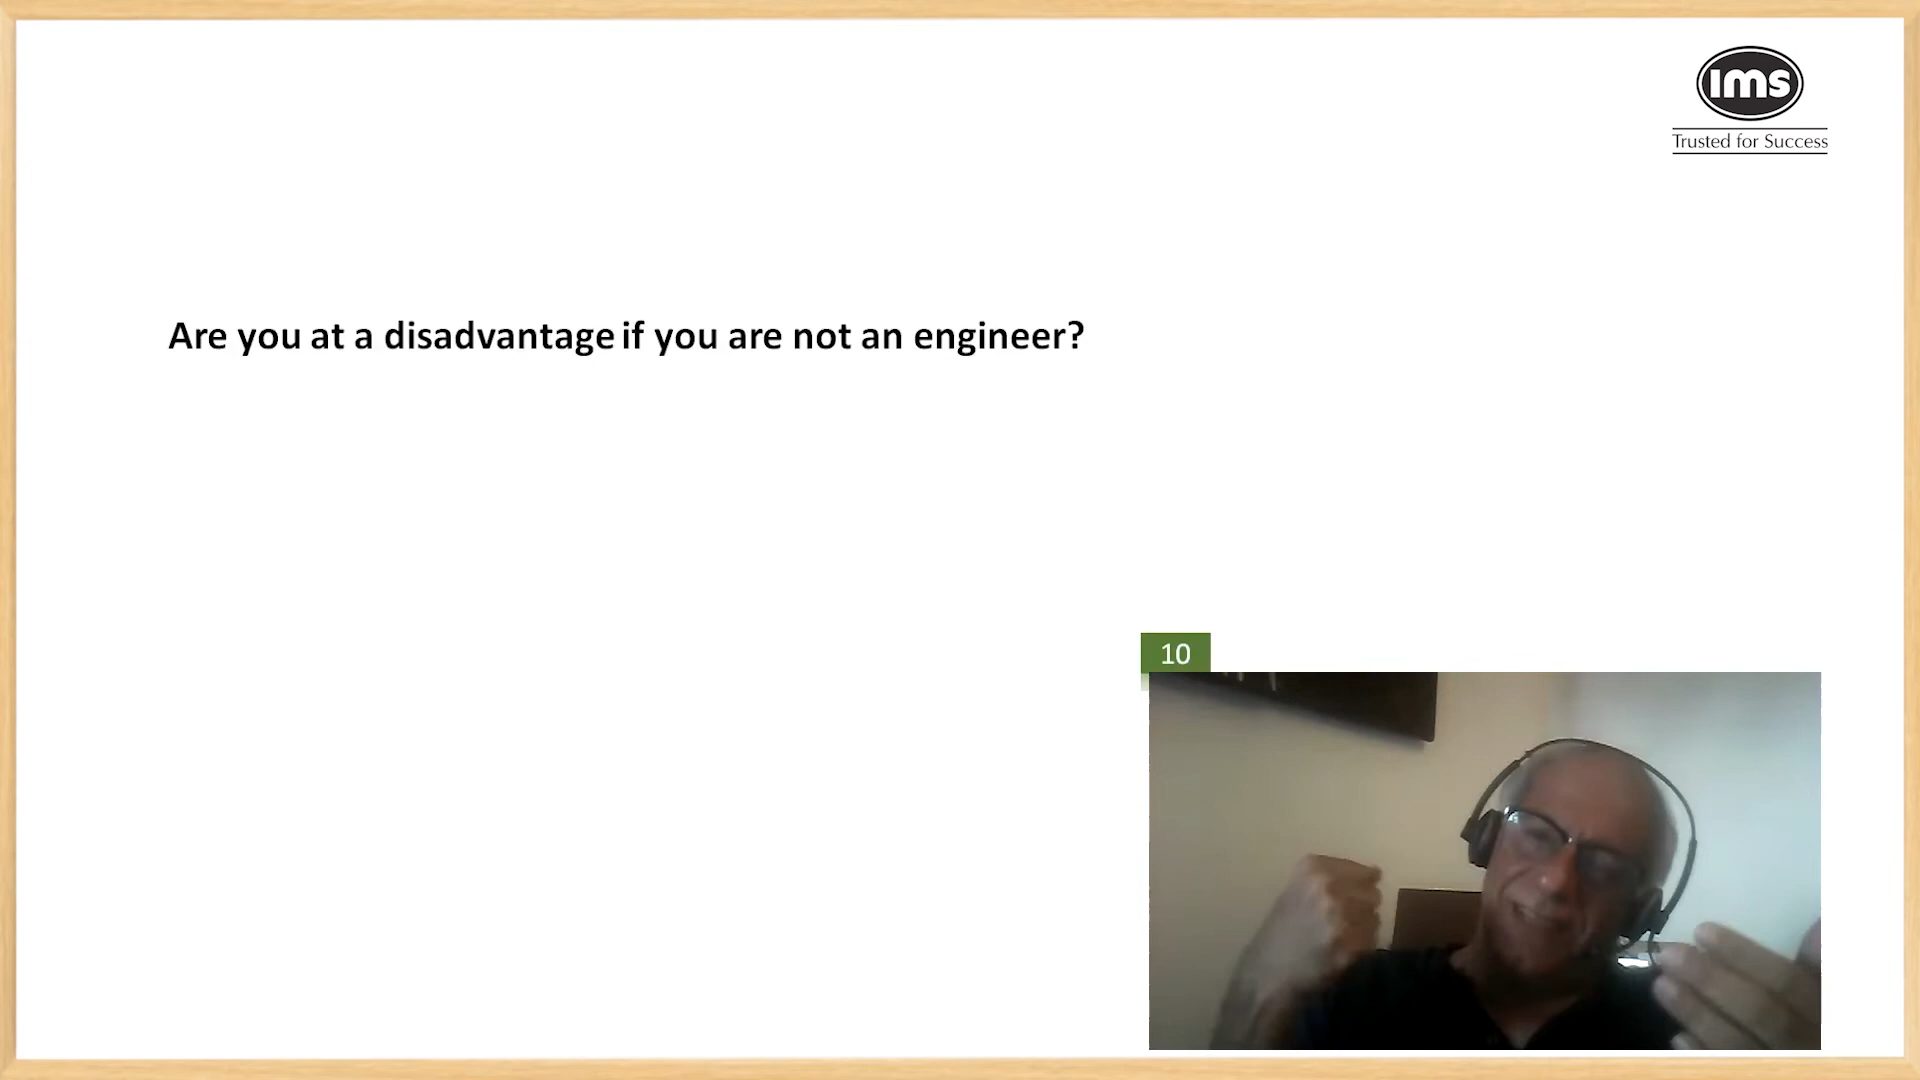 ims
Trusted for Success
Are you at a disadvantage if you are not an engineer?
10